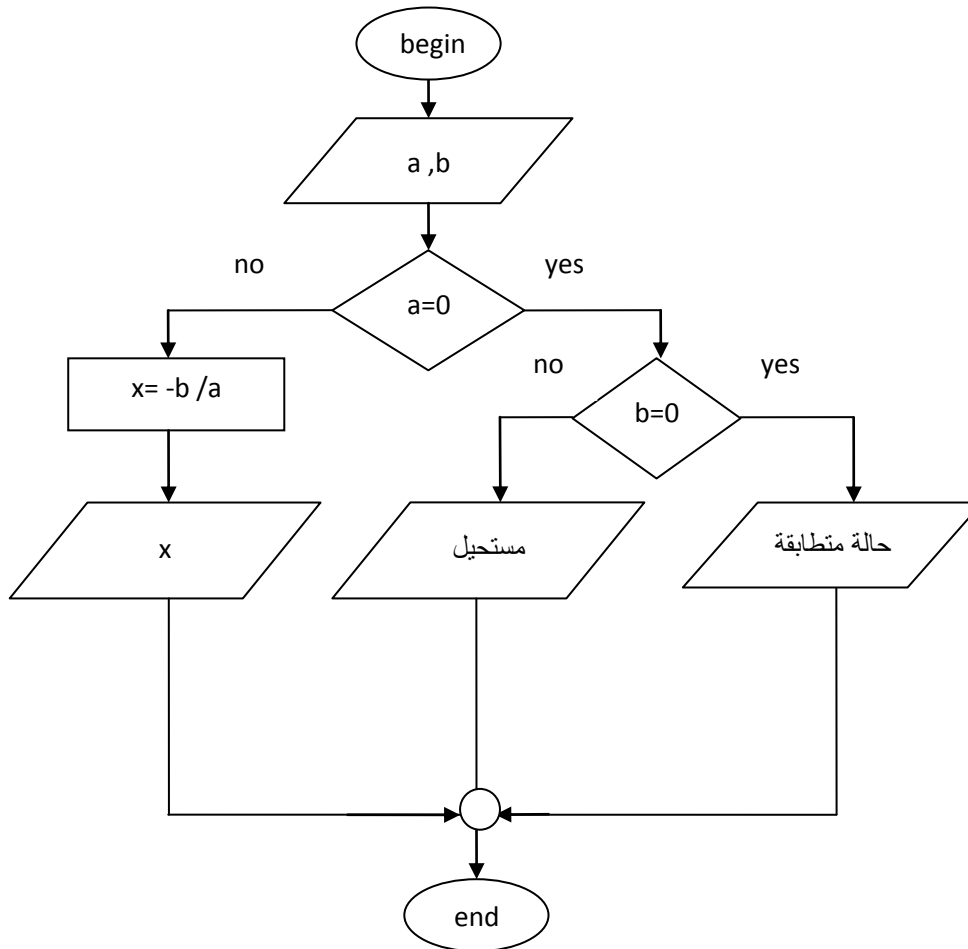 begin
a ,b
no
yes
a=0
no
yes
x= -b /a
b=0
x
مستحيل
حالة متطابقة
end